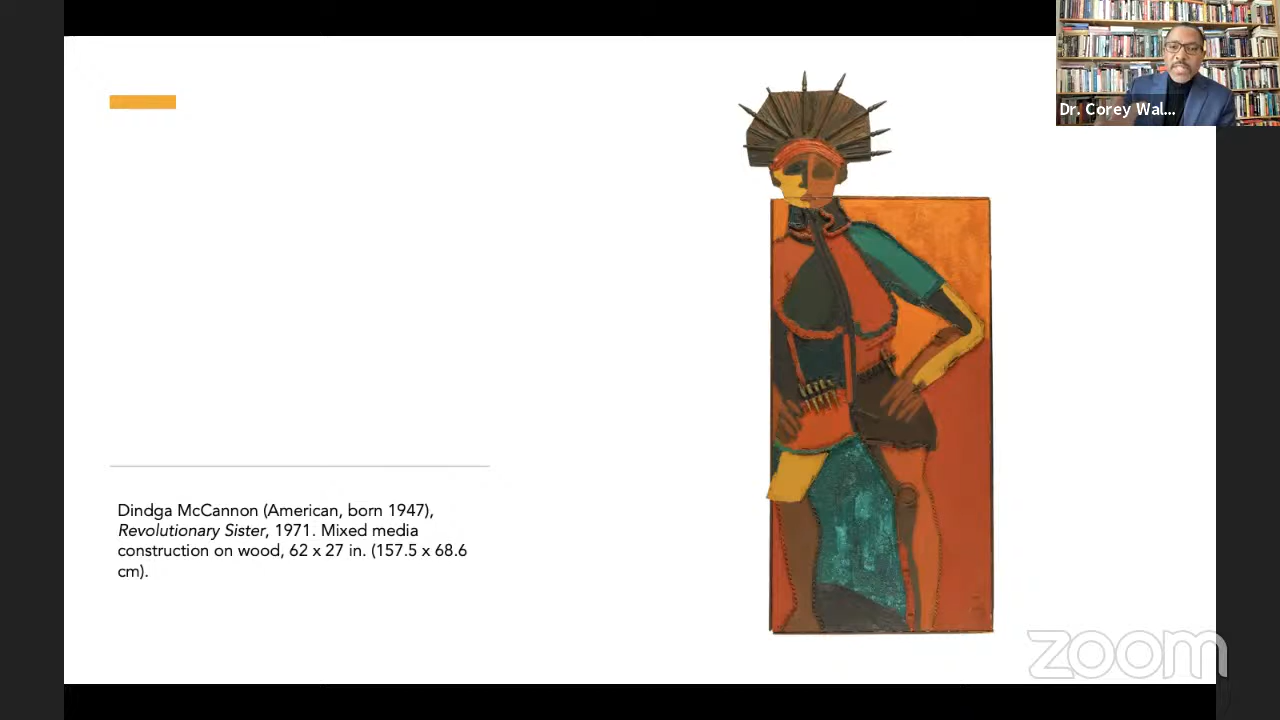 Dr. Corey Wal...
Dindga McCannon (American, born 1947),
Revolutionary Sister, 1971. Mixed media
construction on wood, 62 x 27 in. (157.5 x 68.6
cm).
zoom